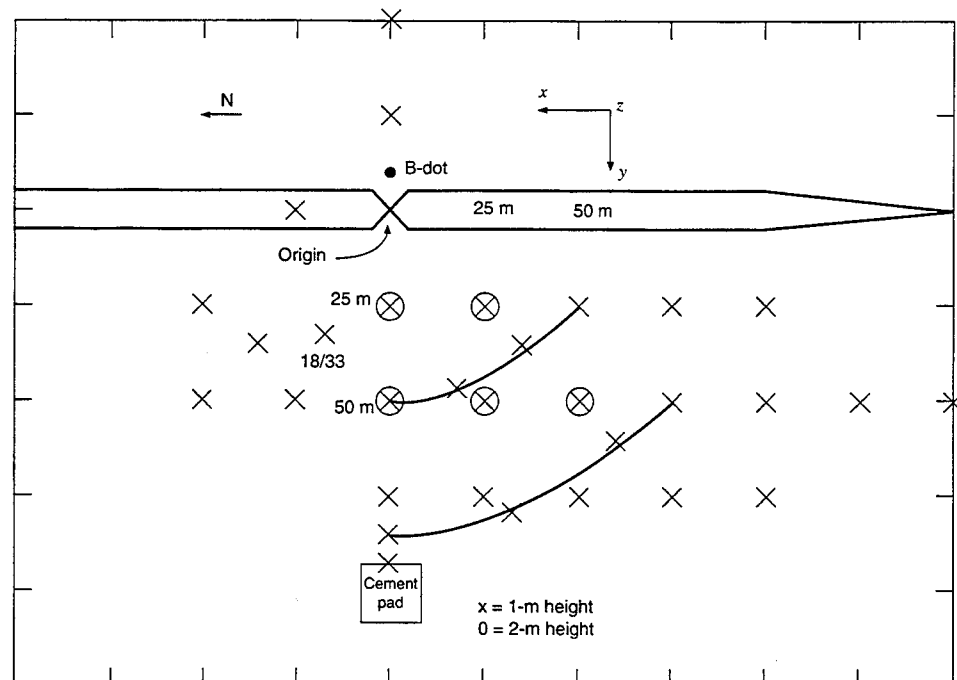 N
x
z
y
B-dot
25 m
50 m
Origin
25 m
18/33
50 m
Cement
pad
x = 1-m height
0 = 2-m height